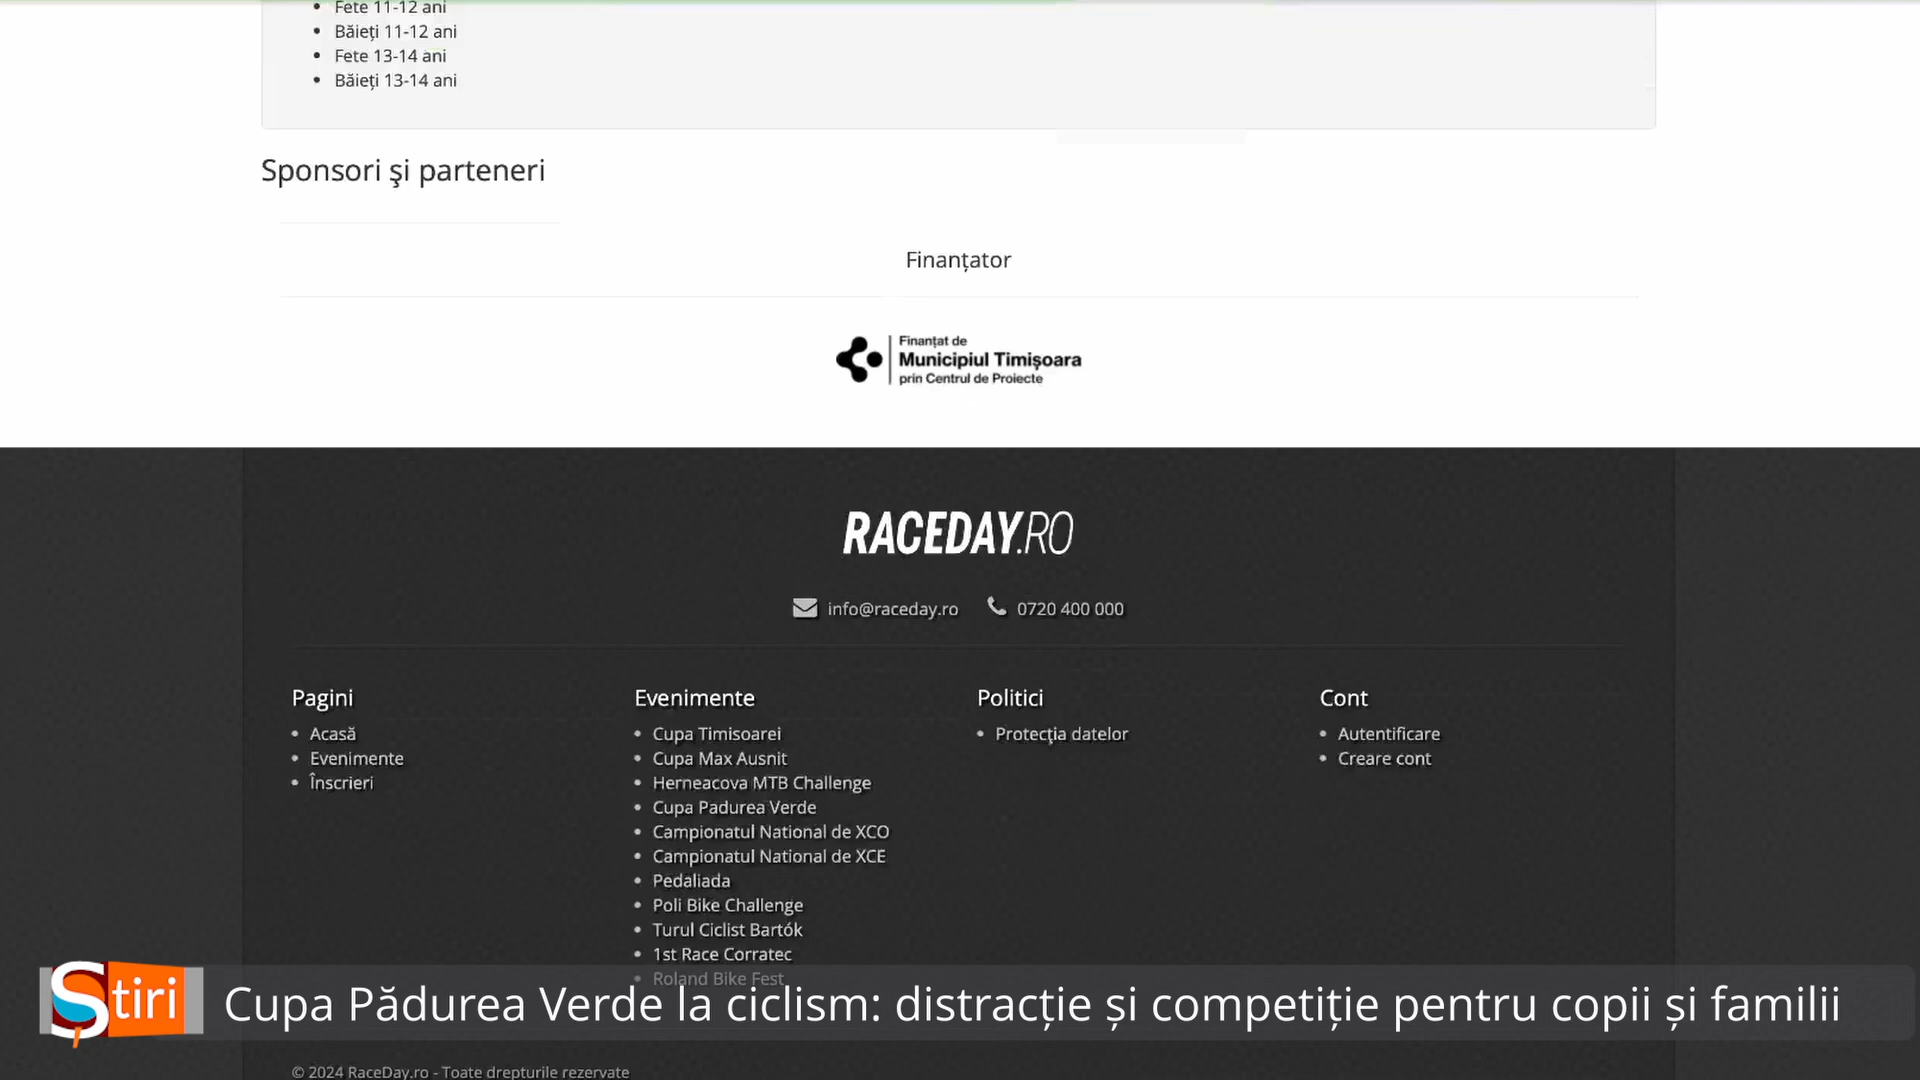 Fete 11-12 ani
Băieți 11-12 ani
Fete 13-14 ani
Băieți 13-14 ani
Sponsori şi parteneri
Finanțator
Finanțat de
Municipiul Timișoara
prin Centrul de Proiecte
RACEDAY.RO
info@raceday.ro 0720 400 000
Pagini
Acasă
Evenimente
Înscrieri
Evenimente
Cupa Timisoarei
Cupa Max Ausnit
Herneacova MTB Challenge
Cupa Padurea Verde
Campionatul National de XCO
Campionatul National de XCE
Pedaliada
Poli Bike Challenge
Turul Ciclist Bartók
1st Race Corratec
Roland Bike Fest
Politici
Protecţia datelor
Cont
Autentificare
Creare cont
Știri
Cupa Pădurea Verde la ciclism: distracție și competiție pentru copii și familii
© 2024 RaceDay.ro - Toate drepturile rezervate